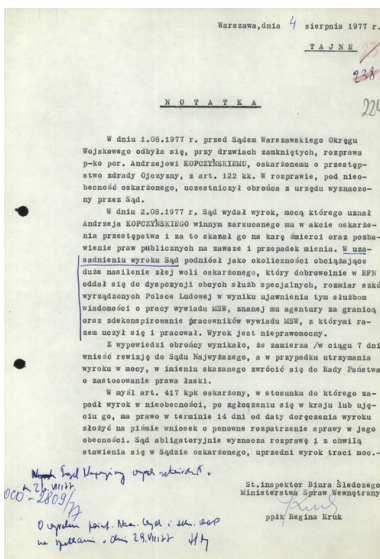 Warszawa,dnia 4 sierpnia 1977 r.
TAJNE
238
224
NOTATKA
W dniu 1.08.1977 r. przed Sądem Warszawskiego Okręgu
Wojskowego odbyła się, przy drzwiach zamkniętych, rozprawa
p-ko por. Andrzejowi KOPCZYŃSKIEMU, oskarżonemu o przestęp-
stwo zdrady Ojczyzny, z art. 122 kk. W rozprawie, pod nie-
obecność oskarżonego, uczestniczył obrońca z urzędu wyznaczo-
ny przez Sąd.
W dniu 2.08.1977 r. Sąd wydał wyrok, mocą którego uznał
Andrzeja KOPCZYŃSKIEGO winnym zarzucanego mu w akcie oskarże-
nia przestępstwa i za to skazał go na karę śmierci oraz pozba-
wienie praw publicznych na zawsze i przepadek mienia. W uza-
sadnieniu wyroku Sąd podniósł jako okoliczności obciążające
duże nasilenie złej woli oskarżonego, który dobrowolnie w RFN
oddał się do dyspozycji obcych służb specjalnych, rozmiar szkó
wyrządzonych Polsce Ludowej w wyniku ujawnienia tym służbom
wiadomości o pracy wywiadu MSW, znanej mu agentury za granicą
oraz zdekonspirowanie pracowników wywiadu MSW, z którymi ra-
zem uczył się i pracował. Wyrok jest nieprawomocny.
Z wypowiedzi obrońcy wynikało, że zamierza /w ciągu 7 dni
wnieść rewizję do Sądu Najwyższego, a w przypadku utrzymania
wyroku w mocy, w imieniu skazanego zwrócić się do Rady Państwa
o zastosowanie prawa łaski.
W myśl art. 417 kpk oskarżony, w stosunku do którego za-
padł wyrok w nieobecności, po zgłoszeniu się w kraju lub uję-
ciu go, ma prawo w terminie 14 dni od daty doręczenia wyroku
złożyć na piśmie wniosek o ponowne rozpatrzenie sprawy w jego
obecności. Sąd obligatoryjnie wyznacza rozprawę i z chwilą
stawienia się w Sądzie oskarżonego, uprzedni wyrok traci moc.-
St.inspektor Biura Śledczego
Ministerstwa Spraw Wewnętrzny
ppłk Regina Kruk
OCO-2809/77